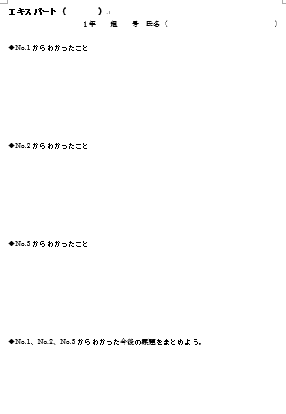 エキスパート（　　　）
1年　組　号　氏名（　　　　　　　　　　）
◆No.1からわかったこと
◆No.2からわかったこと
◆No.3からわかったこと
◆No.1、No.2、No.3からわかった今後の課題をまとめよう。